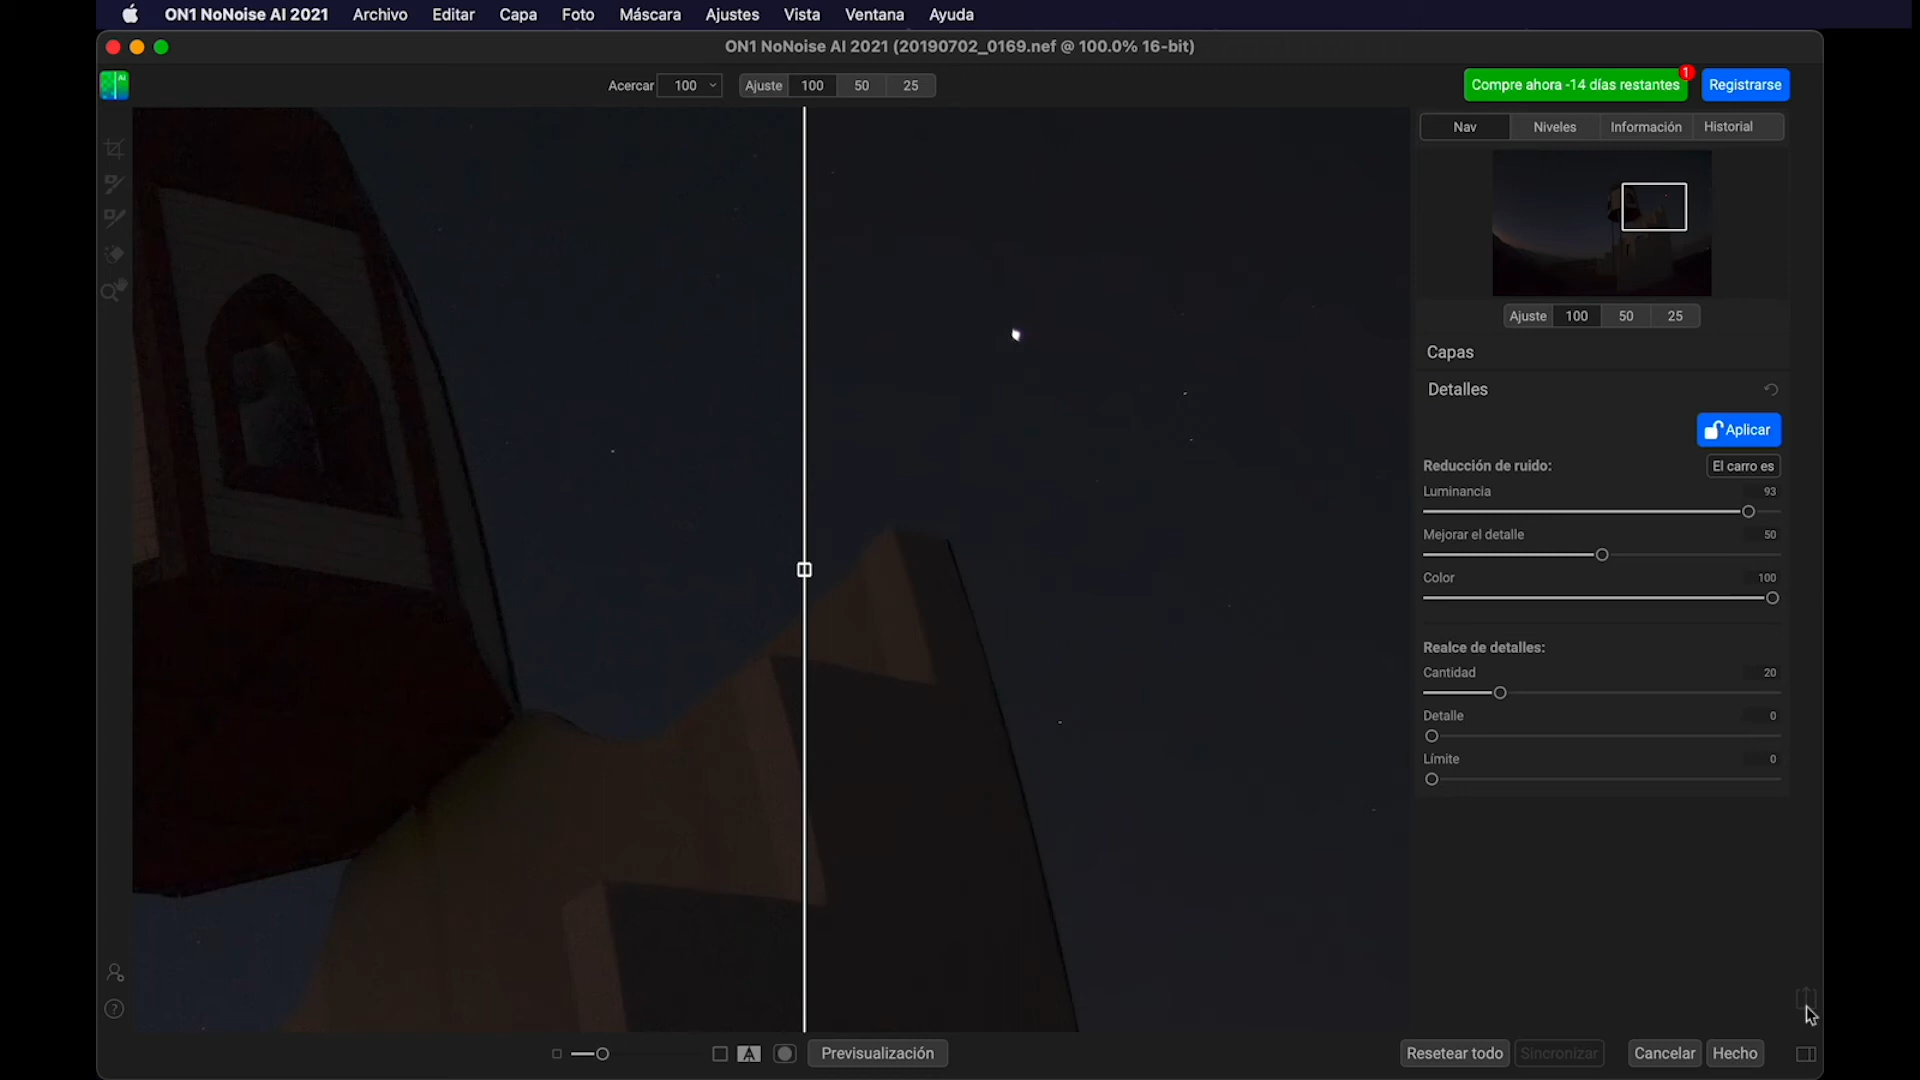 ON1 NoNoise AI 2021 Archivo Editar Capa Foto Máscara Ajustes Vista Ventana Ayuda
ON1 NoNoise AI 2021 (20190702_0169.nef @ 100.0% 16-bit)
AI
Acercar 100 Ajuste 100 50 25
Compre ahora -14 días restantes 1 Registrarse
Nav Niveles Información Historial
Ajuste 100 50 25
Capas
Detalles
Aplicar
Reducción de ruido: El carro es
Luminancia 93
Mejorar el detalle 50
Color 100
Realce de detalles:
Cantidad 20
Detalle 0
Límite 0
?
A Previsualización
Resetear todo Sincronizar Cancelar Hecho